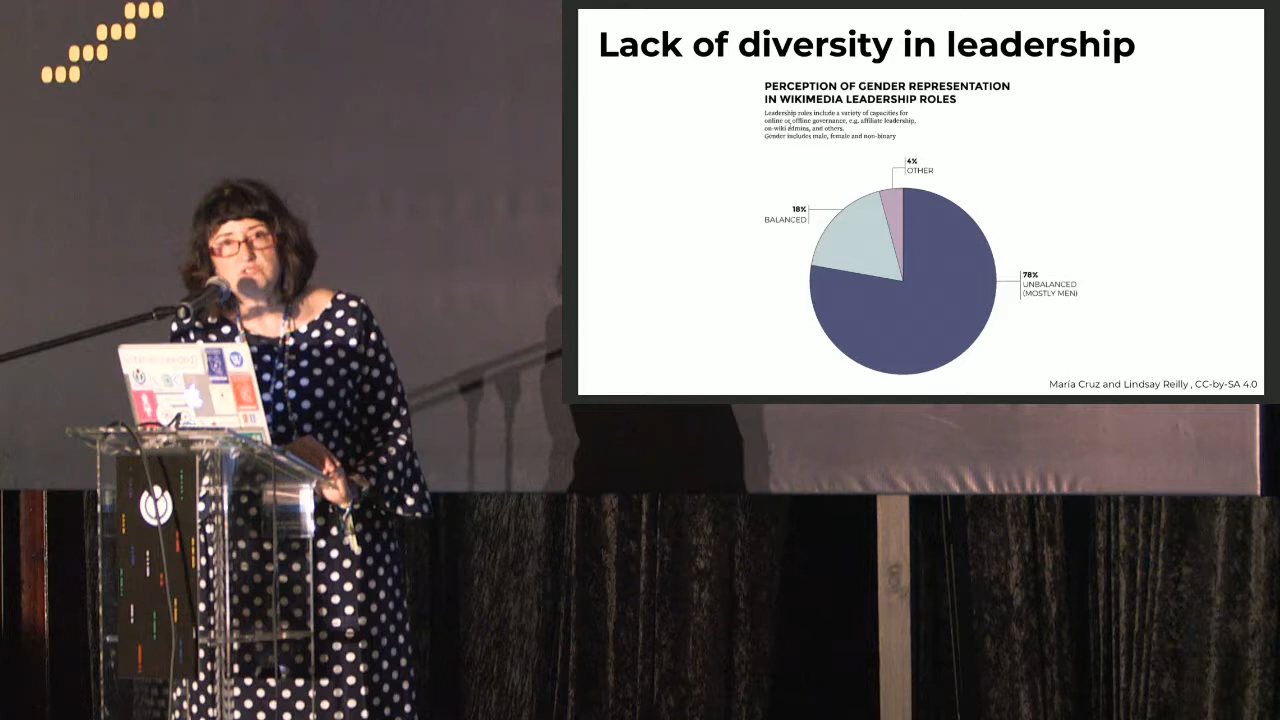 Lack of diversity in leadership
PERCEPTION OF GENDER REPRESENTATION
IN WIKIMEDIA LEADERSHIP ROLES
Leadership roles include a variety of capacities for
online or offline governance, e.g. affiliate leadership,
on-wiki admins, and others.
Gender includes male, female and non-binary
4%
OTHER
18%
BALANCED
78%
UNBALANCED
(MOSTLY MEN)
María Cruz and Lindsay Reilly , CC-by-SA 4.0